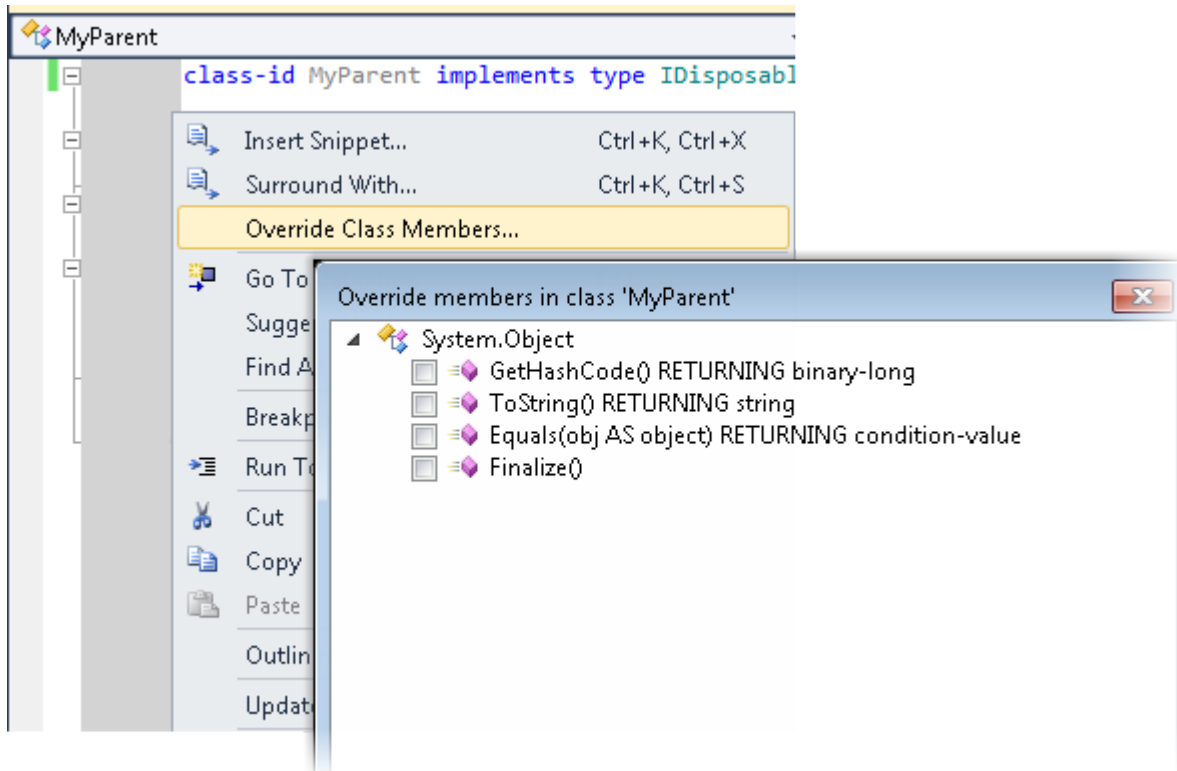 MyParent
class-id MyParent implements type IDisposabl
Insert Snippet... Ctrl+K, Ctrl+X
Surround With... Ctrl+K, Ctrl+S
Override Class Members...
Go To
Sugge
Find A
Breakp
Run To
Cut
Copy
Paste
Outlin
Update
Override members in class 'MyParent'
System.Object
GetHashCode() RETURNING binary-long
ToString() RETURNING string
Equals(obj AS object) RETURNING condition-value
Finalize()